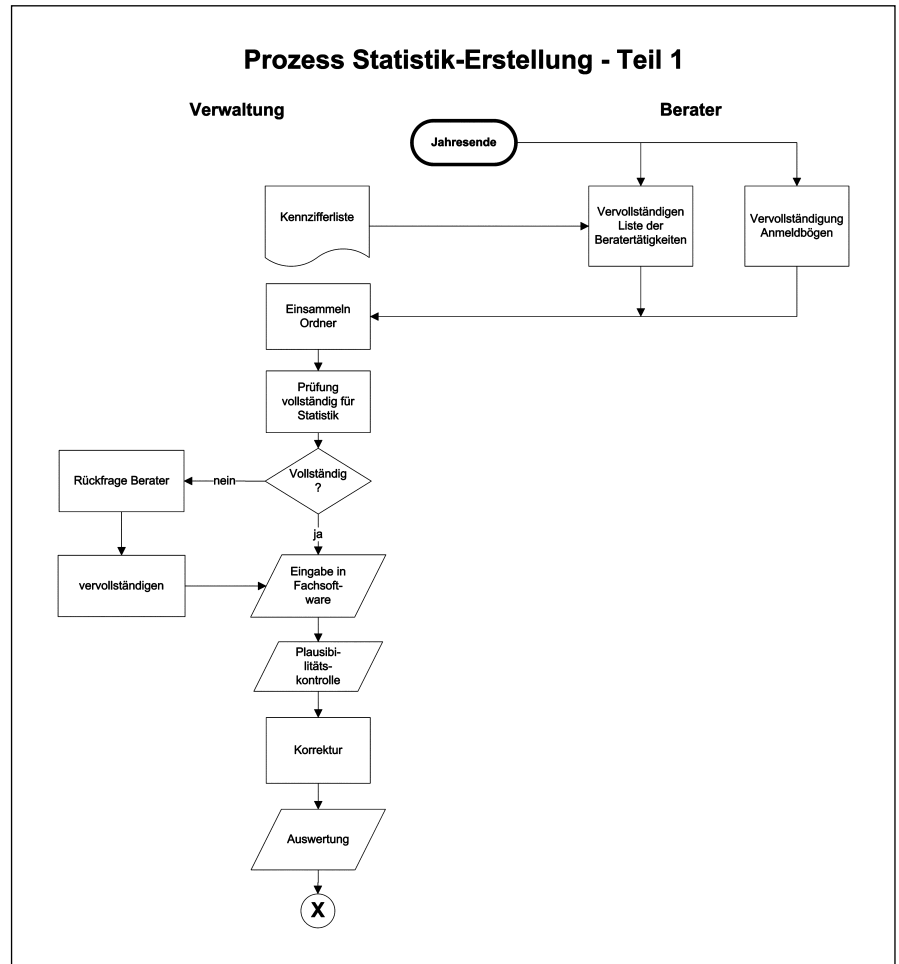 Prozess Statistik-Erstellung - Teil 1
Verwaltung
Berater
Jahresende
Kennzifferliste
Vervollständigen
Liste der
Beratertätigkeiten
Vervollständigung
Anmeldbögen
Einsammeln
Ordner
Prüfung
vollständig für
Statistik
Vollständig
?
nein
Rückfrage Berater
ja
vervollständigen
Eingabe in
Fachsoft-
ware
Plausibi-
litäts-
kontrolle
Korrektur
Auswertung
X